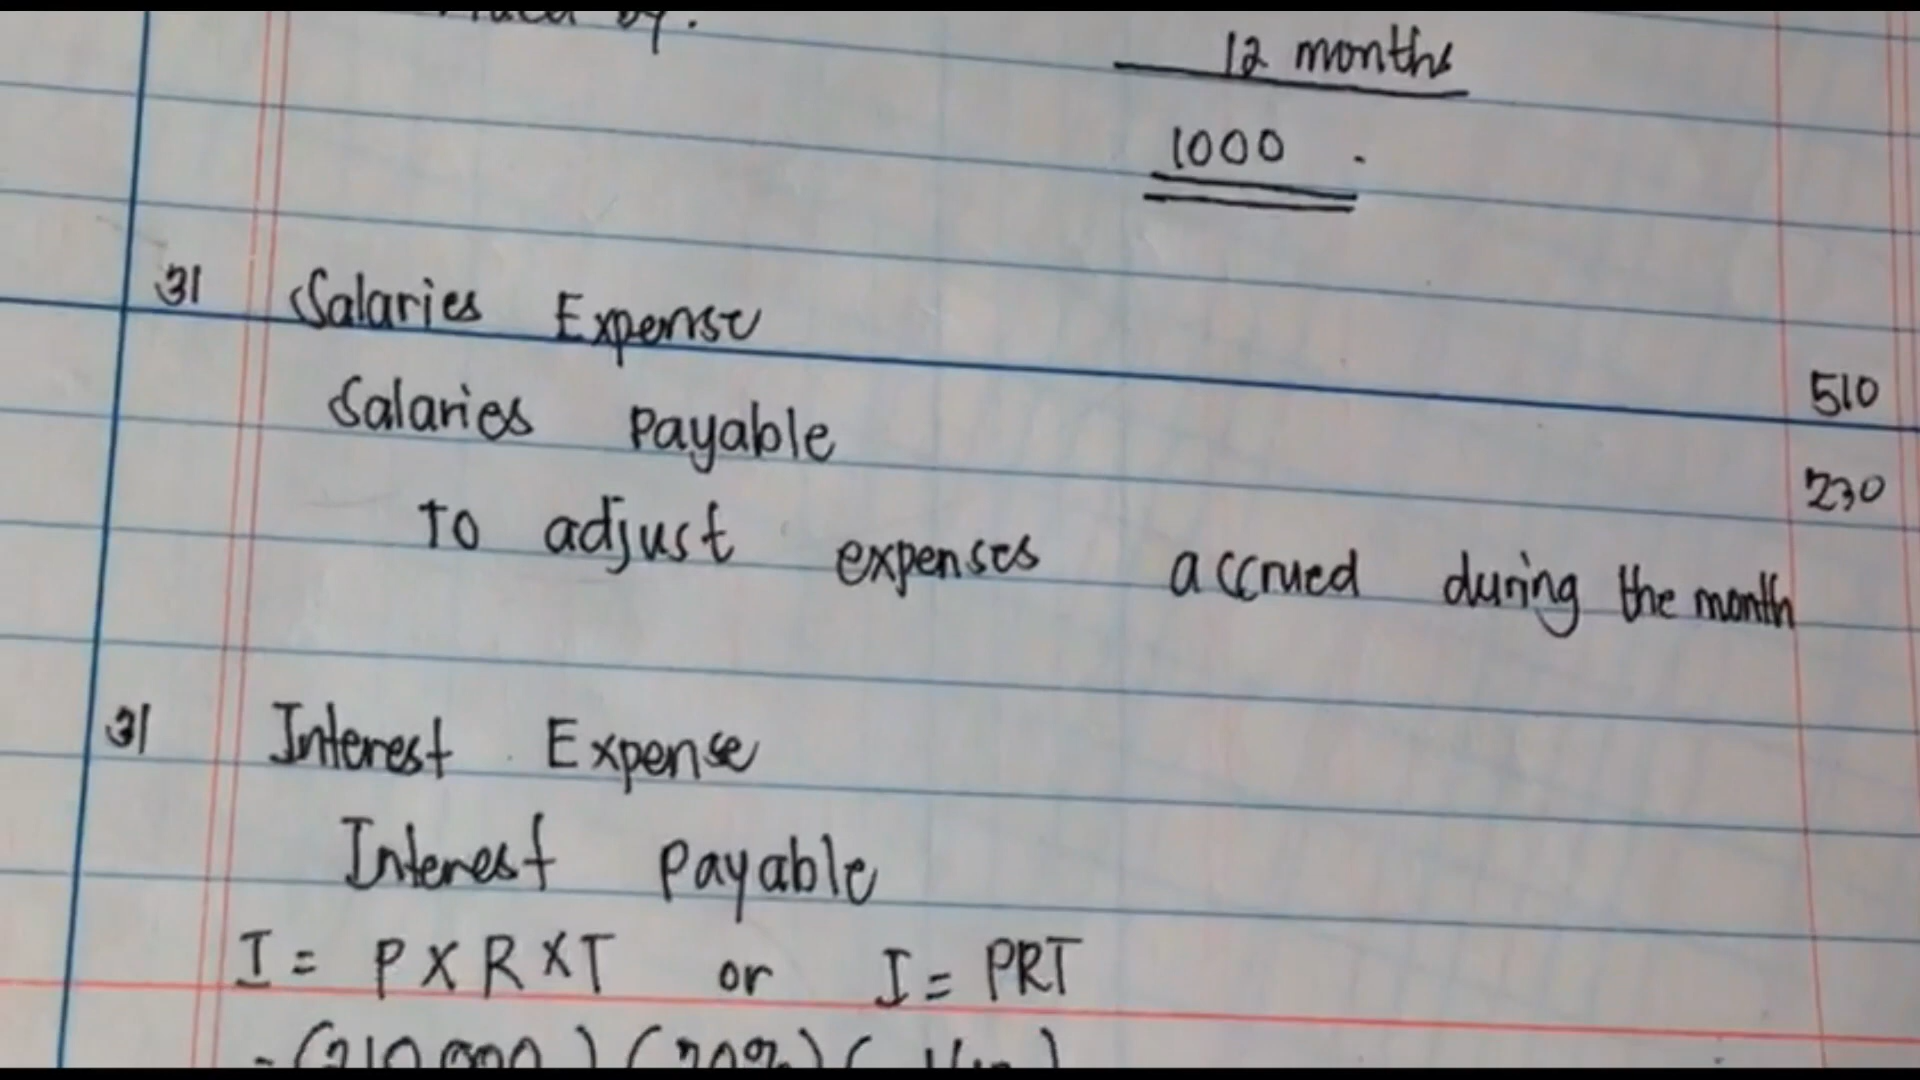 by.
12 months
1000 .
31 Salaries Expense 510
Salaries payable 230
To adjust expenses accrued during the month
31 Interest Expense
Interest payable
I = P X R X T or I = PRT